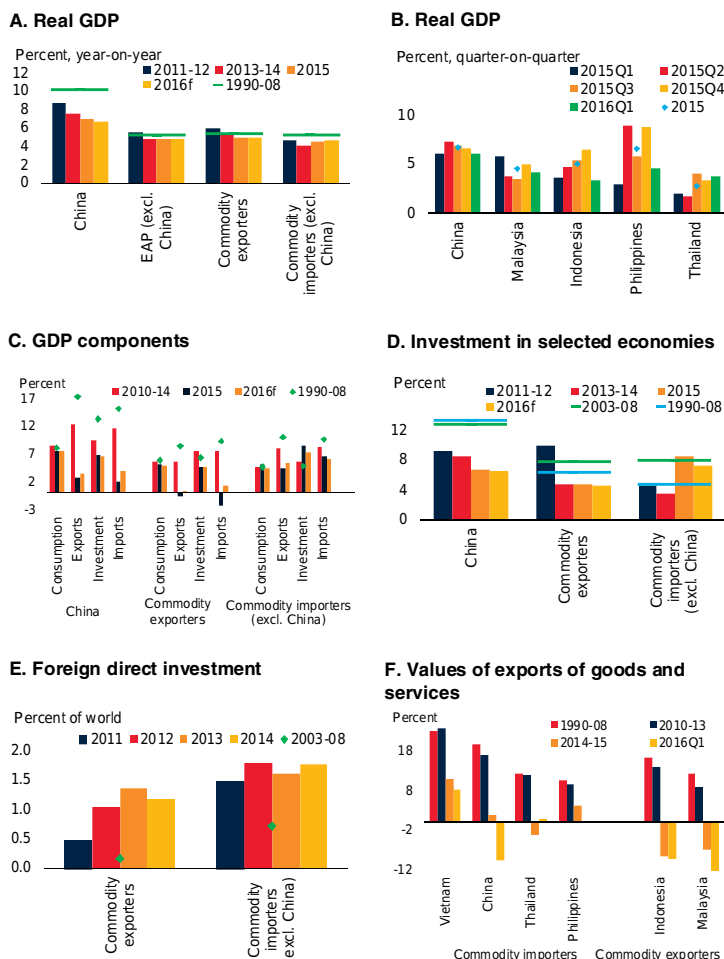 A. Real GDP
Percent, year-on-year
2011-12 2013-14 2015
2016f 1990-08
12
10
8
6
4
2
0
China
EAP (excl. China)
Commodity exporters
Commodity importers (excl. China)
B. Real GDP
Percent, quarter-on-quarter
2015Q1 2015Q2
2015Q3 2015Q4
2016Q1 2015
10
5
0
China
Malaysia
Indonesia
Philippines
Thailand
C. GDP components
Percent
2010-14 2015 2016f 1990-08
17
12
7
2
-3
Consumption
Exports
Investment
Imports
Consumption
Exports
Investment
Imports
Consumption
Exports
Investment
Imports
China
Commodity exporters
Commodity importers (excl. China)
D. Investment in selected economies
Percent
2011-12 2013-14 2015
2016f 2003-08 1990-08
12
8
4
0
China
Commodity exporters
Commodity importers (excl. China)
E. Foreign direct investment
Percent of world
2011 2012 2013 2014 2003-08
2.0
1.5
1.0
0.5
0.0
Commodity exporters
Commodity importers excl. China)
F. Values of exports of goods and services
Percent
1990-08 2010-13
2014-15 2016Q1
18
8
-2
-12
Vietnam
China
Thailand
Philippines
Indonesia
Malaysia
Commodity importers Commodity exporters